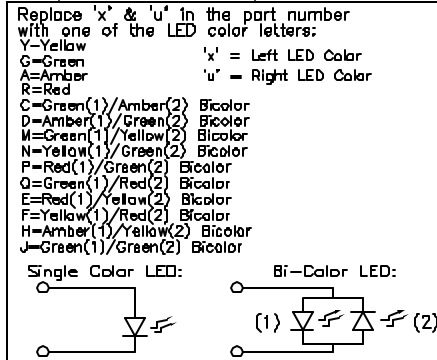 Replace 'x' & 'u' in the part number
with one of the LED color letters:
Y-Yellow
G=Green
'x' = Left LED Color
A=Amber
'u' = Right LED Color
R=Red
C=Green(1)/Amber(2) Bicolor
D=Amber(1)/Green(2) Bicolor
M=Green(1)/Yellow(2) Bicolor
N=Yellow(1)/Green(2) Bicolor
P=Red(1)/Green(2) Bicolor
Q=Green(1)/Red(2) Bicolor
E=Red(1)/Yellow(2) Bicolor
F=Yellow(1)/Red(2) Bicolor
H=Amber(1)/Yellow(2) Bicolor
J=Green(1)/Green(2) Bicolor
Single Color LED:
Bi-Color LED:
(1)
(2)